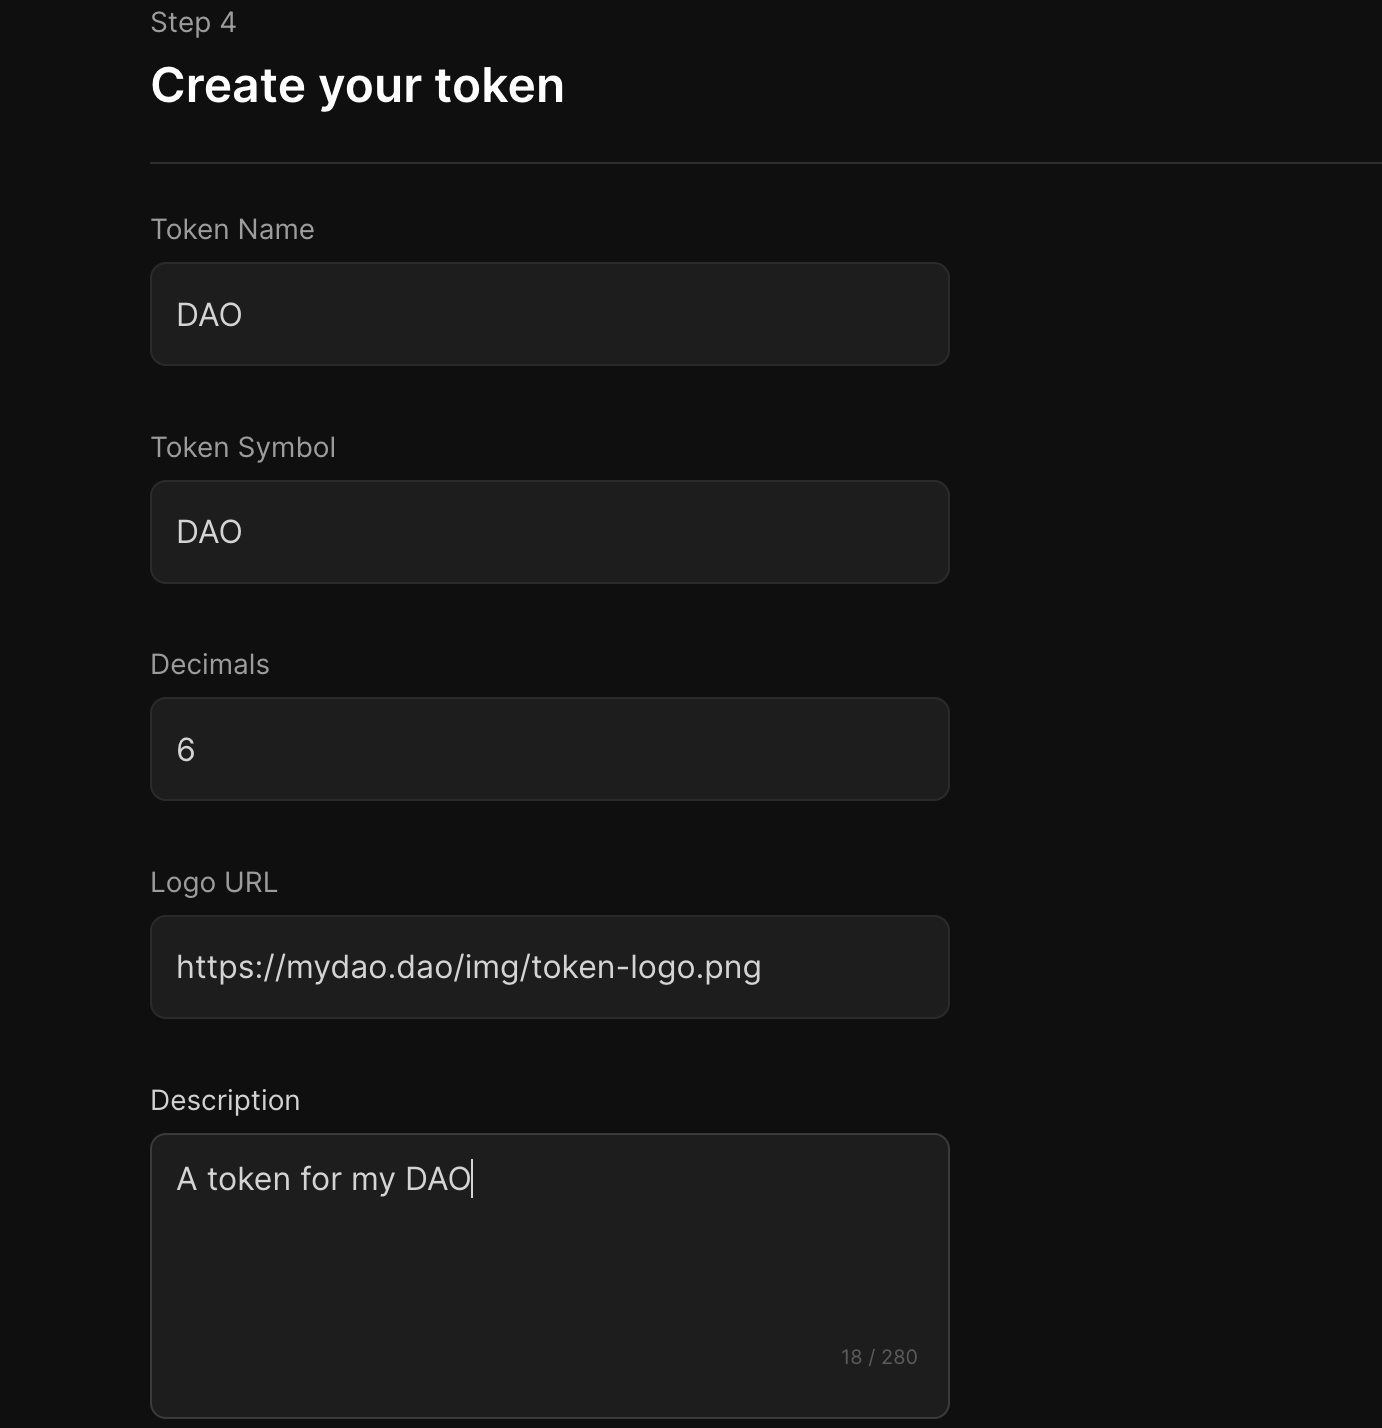 Step 4
Create your token
Token Name
DAO
Token Symbol
DAO
Decimals
6
Logo URL
https://mydao.dao/img/token-logo.png
Description
A token for my DAO
18 / 280